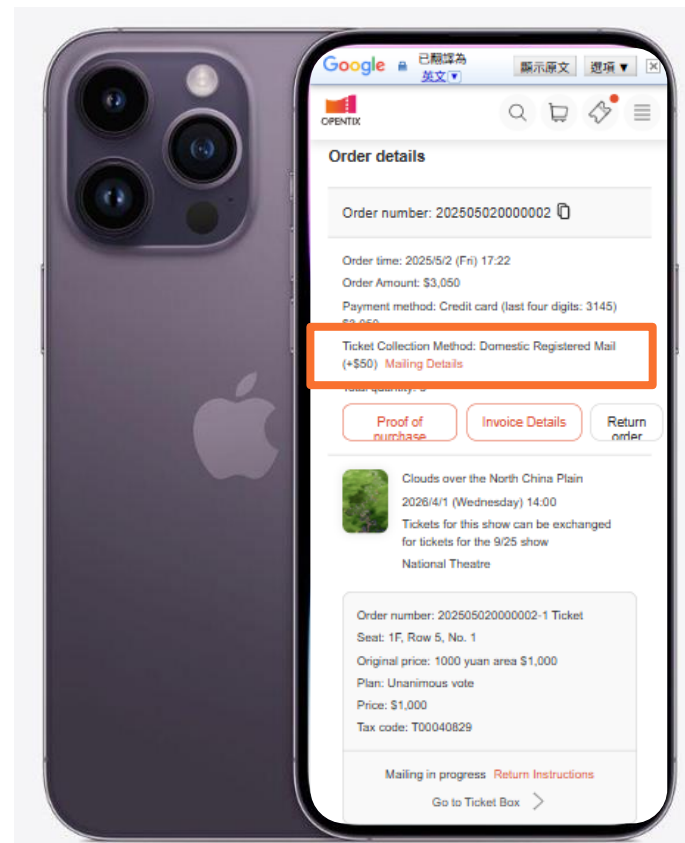 Google 已翻譯為
英文▼
顯示原文
選項 ▼
OPENTIX
Order details
Order number: 202505020000002
Order time: 2025/5/2 (Fri) 17:22
Order Amount: $3,050
Payment method: Credit card (last four digits: 3145)
$3,050
Ticket Collection Method: Domestic Registered Mail
(+$50) Mailing Details
Proof of
purchase
Invoice Details
Return
order
Clouds over the North China Plain
2026/4/1 (Wednesday) 14:00
Tickets for this show can be exchanged
for tickets for the 9/25 show
National Theatre
Order number: 202505020000002-1 Ticket
Seat: 1F, Row 5, No. 1
Original price: 1000 yuan area $1,000
Plan: Unanimous vote
Price: $1,000
Tax code: T00040829
Mailing in progress Return Instructions
Go to Ticket Box